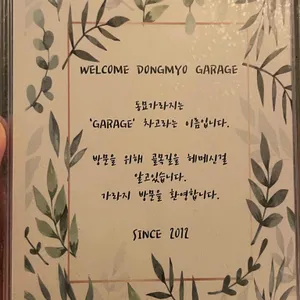 WELCOME DONGMYO GARAGE
동묘가라지는
'GARAGE' 차고라는 이름입니다.
방문을 위해 골목길을 헤메신걸
알고있습니다.
가라지 방문을 환영합니다.
SINCE 2012